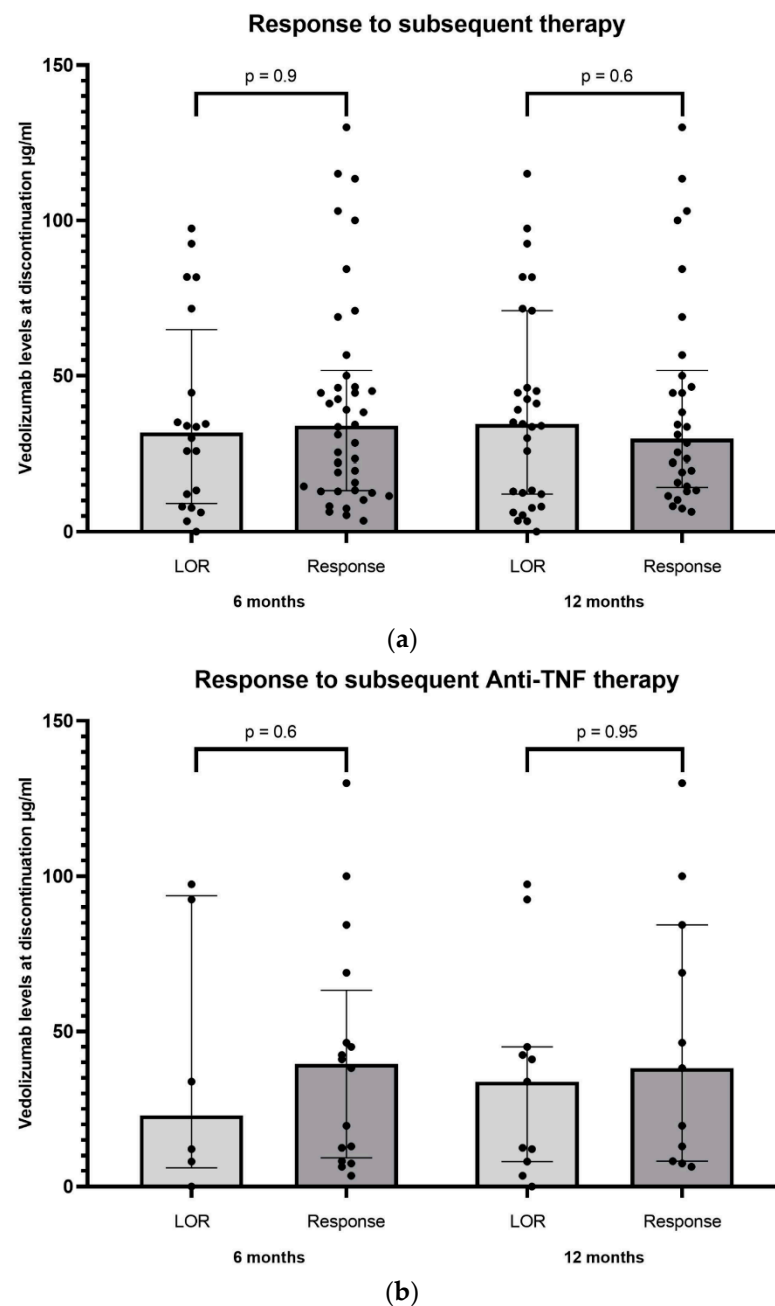 Response to subsequent therapy
Vedolizumab levels at discontinuation µg/ml
150
100
50
0
p = 0.9
p = 0.6
LOR
Response
LOR
Response
6 months
12 months
(a)
Response to subsequent Anti-TNF therapy
Vedolizumab levels at discontinuation µg/ml
150
100
50
0
p = 0.6
p = 0.95
LOR
Response
LOR
Response
6 months
12 months
(b)